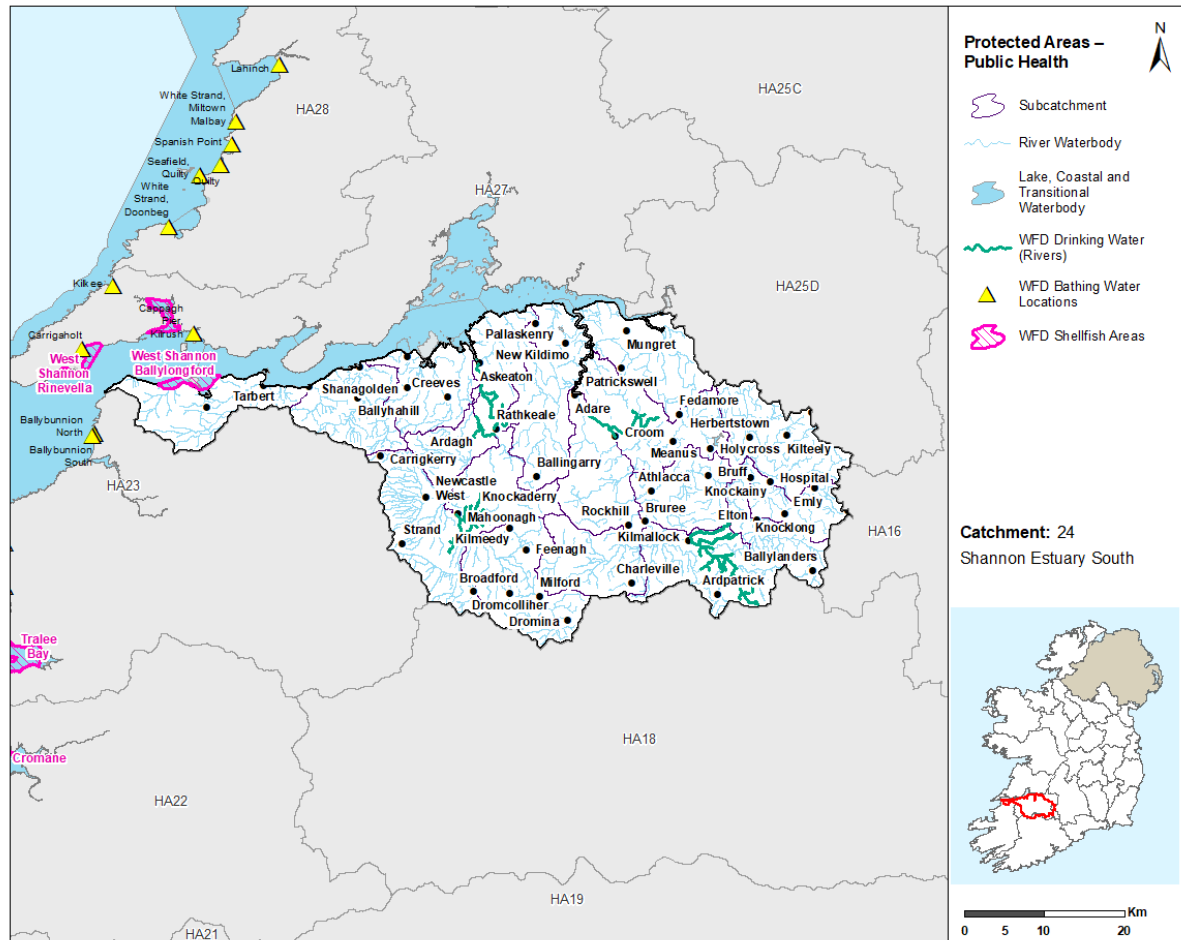 Lahinch
White Strand,
Miltown
Malbay
Spanish Point
Seafield,
Quilty
Quilty
White
Strand,
Doonbeg
Kilkee
Cappagh
Pier
Kilrush
Carrigaholt
West
Shannon
Rinevella
West Shannon
Ballylongford
Ballybunnion
North
Ballybunnion
South
HA28
HA25C
HA27
HA25D
HA23
HA16
HA18
HA22
HA19
HA21
Tralee
Bay
Cromane
Tarbert
Pallaskenry
New Kildimo
Mungret
Shanagolden
Creeves
Askeaton
Patrickswell
Ballyhahill
Rathkeale
Adare
Fedamore
Herbertstown
Ardagh
Croom
Meanus
Holycross
Kilteely
Carrigkerry
Ballingarry
Newcastle
West
Knockaderry
Athlacca
Bruff
Hospital
Knockainy
Emly
Mahoonagh
Rockhill
Bruree
Elton
Knocklong
Strand
Kilmeedy
Feenagh
Kilmallock
Ballylanders
Broadford
Milford
Charleville
Ardpatrick
Dromcolliher
Dromina
Protected Areas –
Public Health
N
Subcatchment
River Waterbody
Lake, Coastal and
Transitional
Waterbody
WFD Drinking Water
(Rivers)
WFD Bathing Water
Locations
WFD Shellfish Areas
Catchment: 24
Shannon Estuary South
Km
0 5 10 20